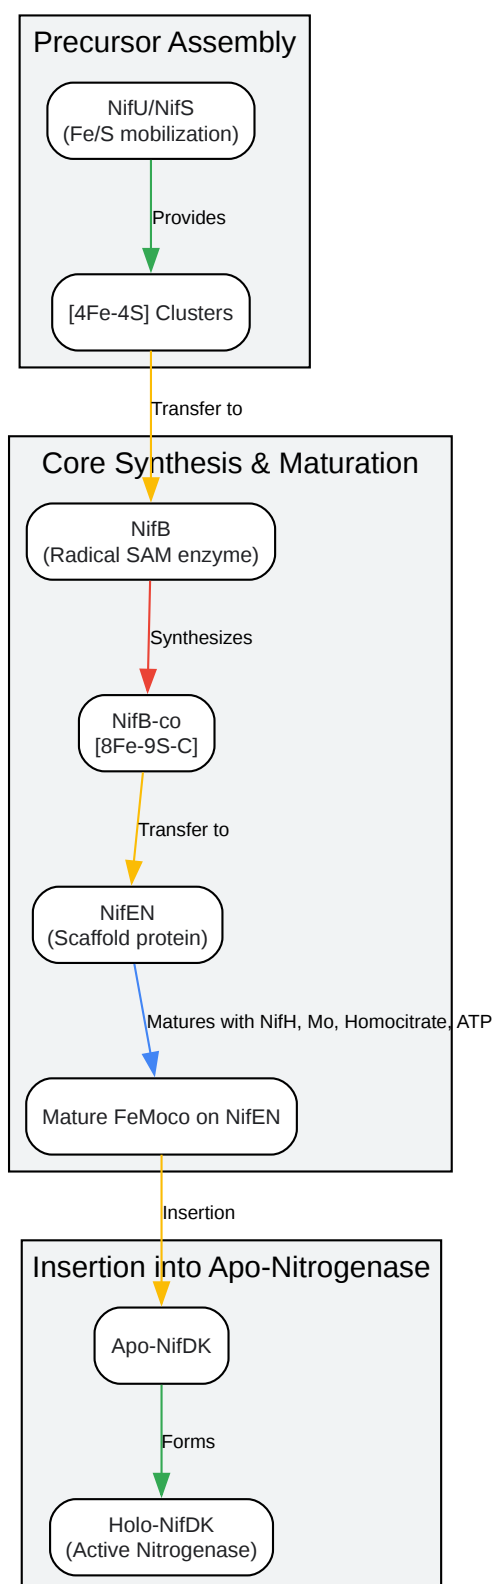 Precursor Assembly
NifU/NifS
(Fe/S mobilization)
Provides
[4Fe-4S] Clusters
Transfer to
Core Synthesis & Maturation
NifB
(Radical SAM enzyme)
Synthesizes
NifB-co
[8Fe-9S-C]
Transfer to
NifEN
(Scaffold protein)
Matures with NifH, Mo, Homocitrate, ATP
Mature FeMoco on NifEN
Insertion
Insertion into Apo-Nitrogenase
Apo-NifDK
Forms
Holo-NifDK
(Active Nitrogenase)